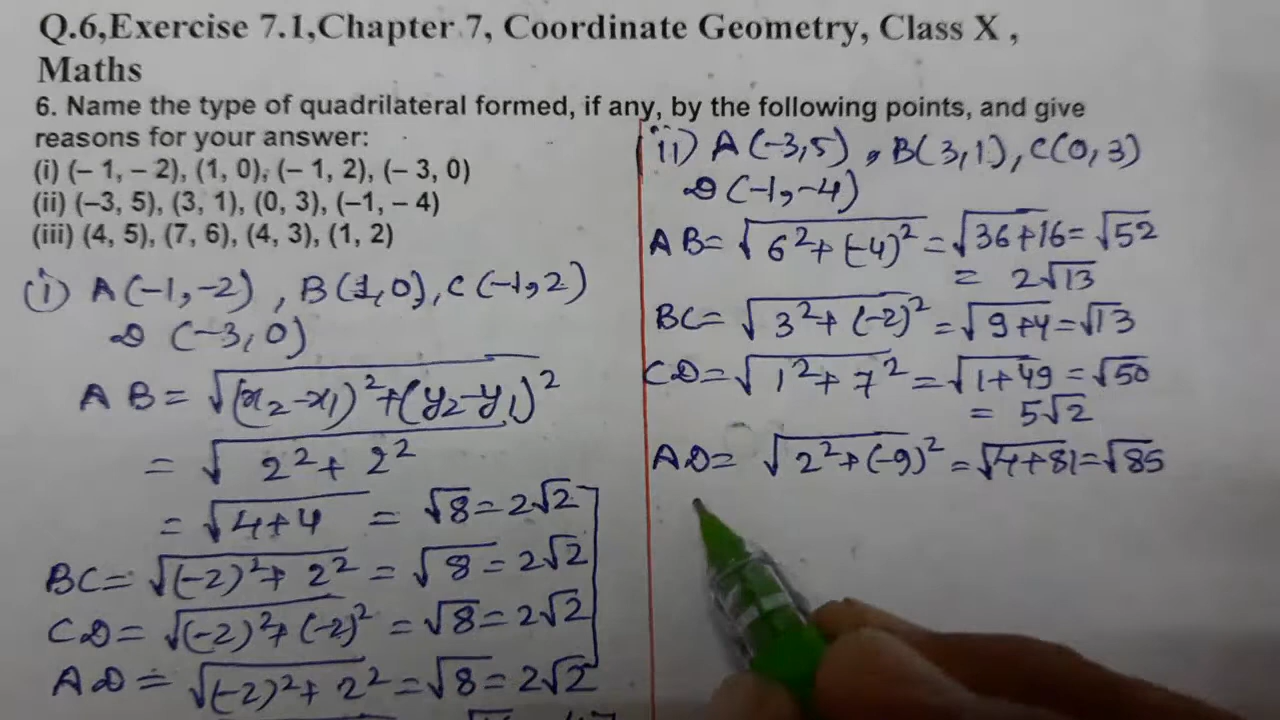 Q.6,Exercise 7.1,Chapter 7, Coordinate Geometry, Class X ,
Maths
6. Name the type of quadrilateral formed, if any, by the following points, and give
reasons for your answer:
(i) (– 1, – 2), (1, 0), (– 1, 2), (– 3, 0)
(ii) (–3, 5), (3, 1), (0, 3), (–1, – 4)
(iii) (4, 5), (7, 6), (4, 3), (1, 2)
(i) A(-1,-2) , B(1,0), C(-1,2)
D (-3,0)
AB = √(x₂-x₁)²+(y₂-y₁)²
= √2²+2²
= √4+4 = √8 = 2√2
BC = √(-2)²+2² = √8 = 2√2
CD = √(-2)²+(-2)² = √8 = 2√2
AD = √(-2)²+2² = √8 = 2√2
(ii) A(-3,5) , B(3,1), C(0,3)
D(-1,-4)
AB = √6²+(-4)² = √36+16 = √52
= 2√13
BC = √3²+(-2)² = √9+4 = √13
CD = √1²+7² = √1+49 = √50
= 5√2
AD = √2²+(-9)² = √4+81 = √85